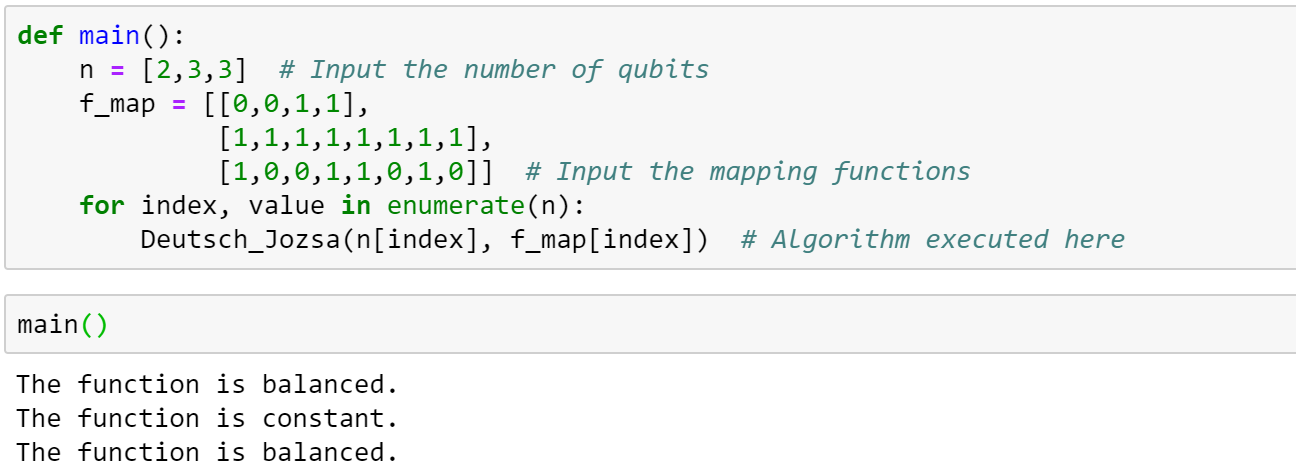 def main():
    n = [2,3,3]  # Input the number of qubits
    f_map = [[0,0,1,1],
             [1,1,1,1,1,1,1,1],
             [1,0,0,1,1,0,1,0]]  # Input the mapping functions
    for index, value in enumerate(n):
        Deutsch_Jozsa(n[index], f_map[index])  # Algorithm executed here
main()
The function is balanced.
The function is constant.
The function is balanced.